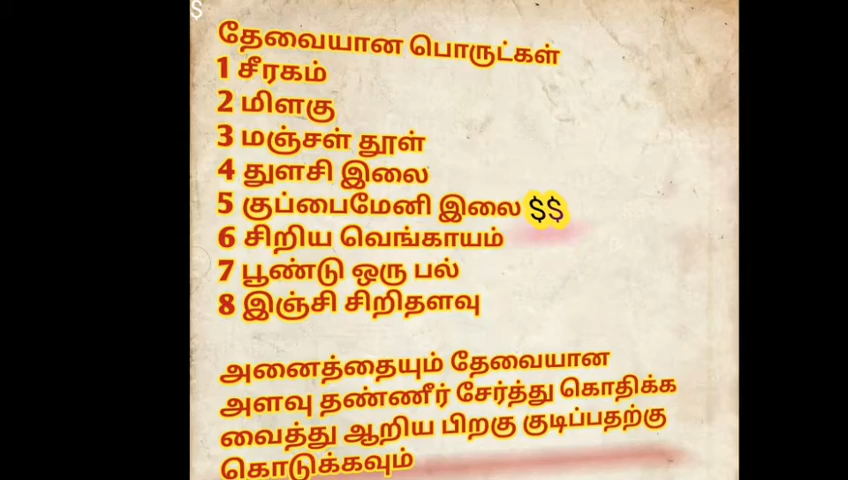 $
தேவையான பொருட்கள்
1 சீரகம்
2 மிளகு
3 மஞ்சள் தூள்
4 துளசி இலை
5 குப்பைமேனி இலை $$
6 சிறிய வெங்காயம்
7 பூண்டு ஒரு பல்
8 இஞ்சி சிறிதளவு
அனைத்தையும் தேவையான
அளவு தண்ணீர் சேர்த்து கொதிக்க
வைத்து ஆறிய பிறகு குடிப்பதற்கு
கொடுக்கவும்